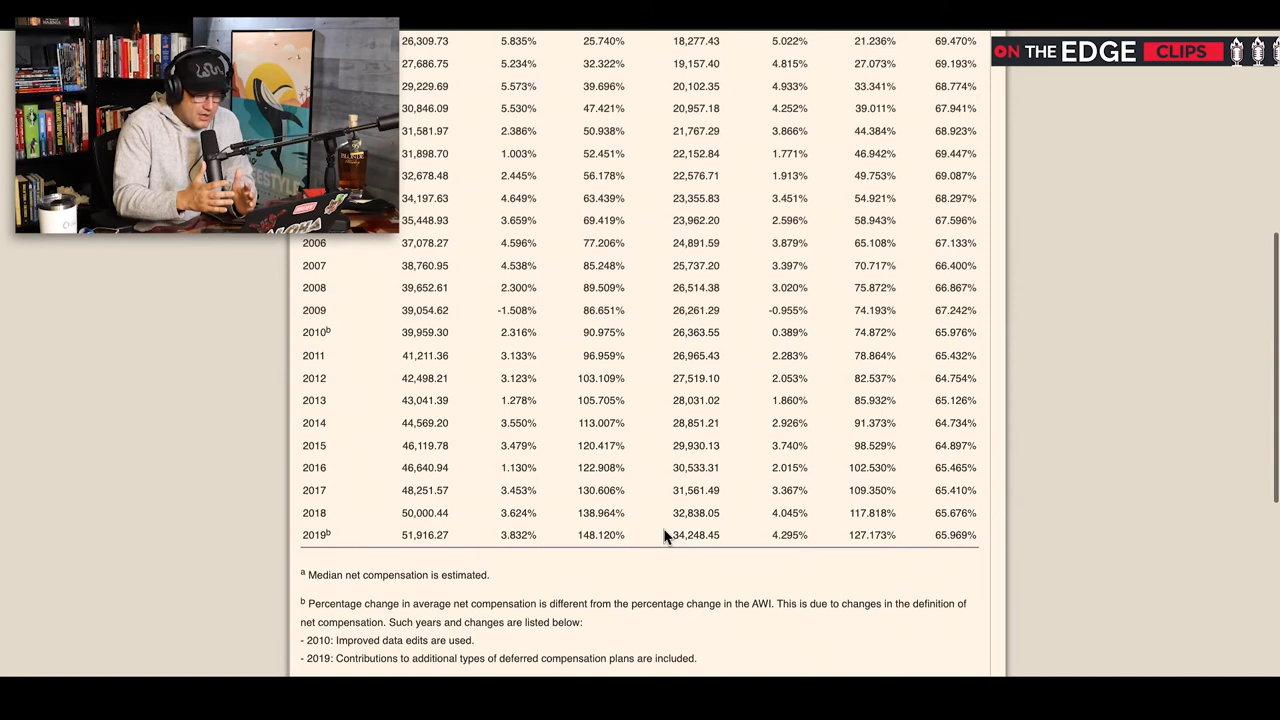 ON THE EDGE CLIPS
26,309.73 5.835% 25.740% 18,277.43 5.022% 21.236% 69.470%
27,686.75 5.234% 32.322% 19,157.40 4.815% 27.073% 69.193%
29,229.69 5.573% 39.696% 20,102.35 4.933% 33.341% 68.774%
30,846.09 5.530% 47.421% 20,957.18 4.252% 39.011% 67.941%
31,581.97 2.386% 50.938% 21,767.29 3.866% 44.384% 68.923%
31,898.70 1.003% 52.451% 22,152.84 1.771% 46.942% 69.447%
32,678.48 2.445% 56.178% 22,576.71 1.913% 49.753% 69.087%
34,197.63 4.649% 63.439% 23,355.83 3.451% 54.921% 68.297%
35,448.93 3.659% 69.419% 23,962.20 2.596% 58.943% 67.596%
2006 37,078.27 4.596% 77.206% 24,891.59 3.879% 65.108% 67.133%
2007 38,760.95 4.538% 85.248% 25,737.20 3.397% 70.717% 66.400%
2008 39,652.61 2.300% 89.509% 26,514.38 3.020% 75.872% 66.867%
2009 39,054.62 -1.508% 86.651% 26,261.29 -0.955% 74.193% 67.242%
2010b 39,959.30 2.316% 90.975% 26,363.55 0.389% 74.872% 65.976%
2011 41,211.36 3.133% 96.959% 26,965.43 2.283% 78.864% 65.432%
2012 42,498.21 3.123% 103.109% 27,519.10 2.053% 82.537% 64.754%
2013 43,041.39 1.278% 105.705% 28,031.02 1.860% 85.932% 65.126%
2014 44,569.20 3.550% 113.007% 28,851.21 2.926% 91.373% 64.734%
2015 46,119.78 3.479% 120.417% 29,930.13 3.740% 98.529% 64.897%
2016 46,640.94 1.130% 122.908% 30,533.31 2.015% 102.530% 65.465%
2017 48,251.57 3.453% 130.606% 31,561.49 3.367% 109.350% 65.410%
2018 50,000.44 3.624% 138.964% 32,838.05 4.045% 117.818% 65.676%
2019b 51,916.27 3.832% 148.120% 34,248.45 4.295% 127.173% 65.969%
a Median net compensation is estimated.
b Percentage change in average net compensation is different from the percentage change in the AWI. This is due to changes in the definition of
net compensation. Such years and changes are listed below:
- 2010: Improved data edits are used.
- 2019: Contributions to additional types of deferred compensation plans are included.